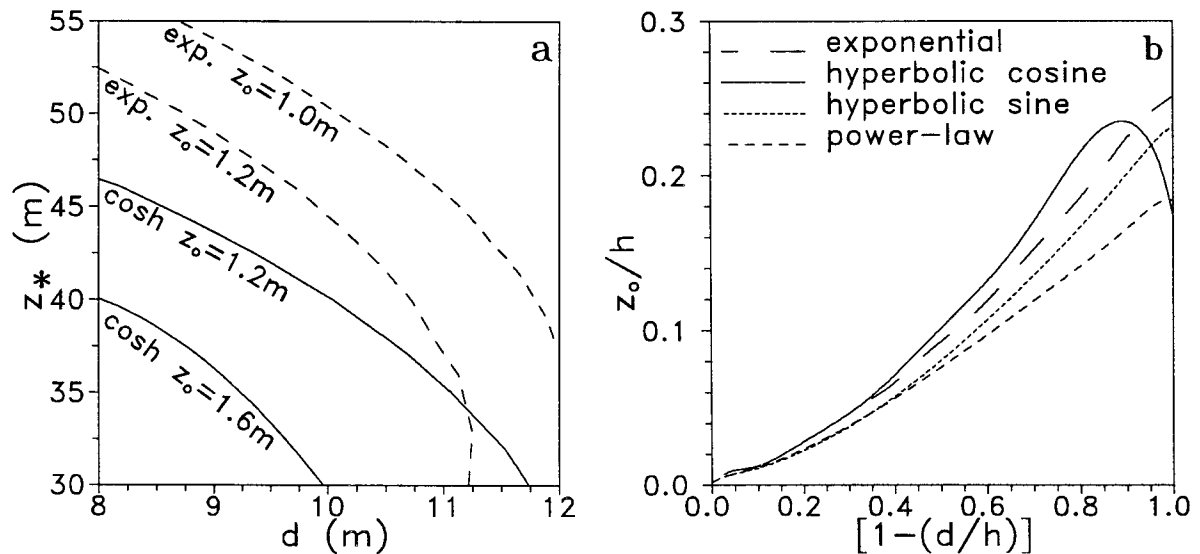 55
50
45
40
35
30
z* (m)
8
9
10
11
12
d (m)
a
exp. z₀=1.0m
exp. z₀=1.2m
cosh z₀=1.2m
cosh z₀=1.6m
0.3
0.2
0.1
0.0
z₀/h
0.0
0.2
0.4
0.6
0.8
1.0
[1−(d/h)]
b
exponential
hyperbolic cosine
hyperbolic sine
power−law